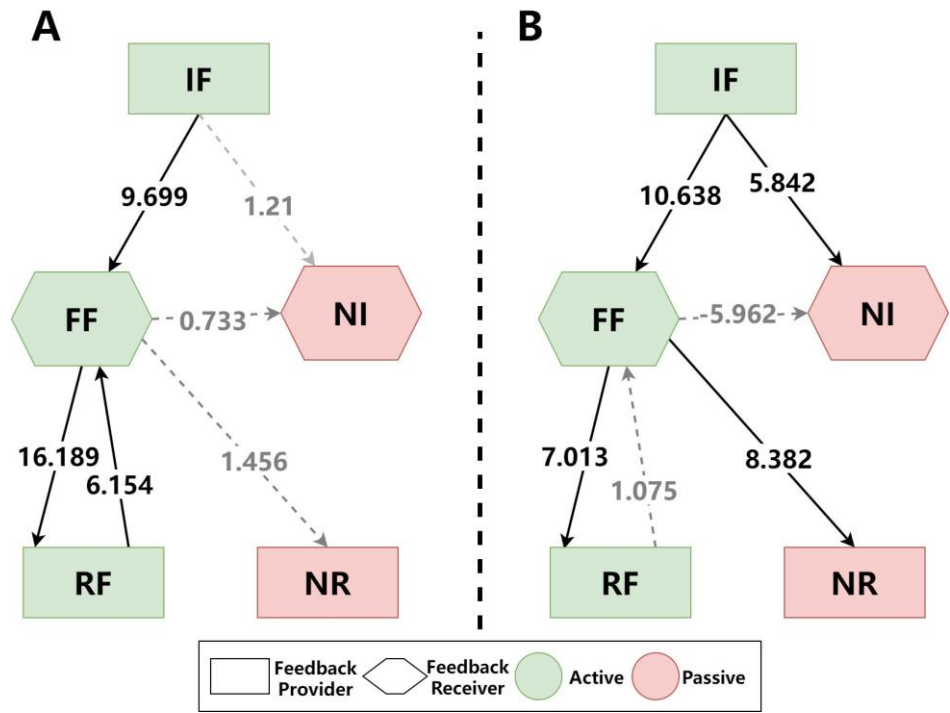 A
B
IF
IF
9.699
1.21
10.638
5.842
FF
0.733
NI
FF
-5.962
NI
16.189
6.154
1.456
7.013
1.075
8.382
RF
NR
RF
NR
Feedback
Provider
Feedback
Receiver
Active
Passive